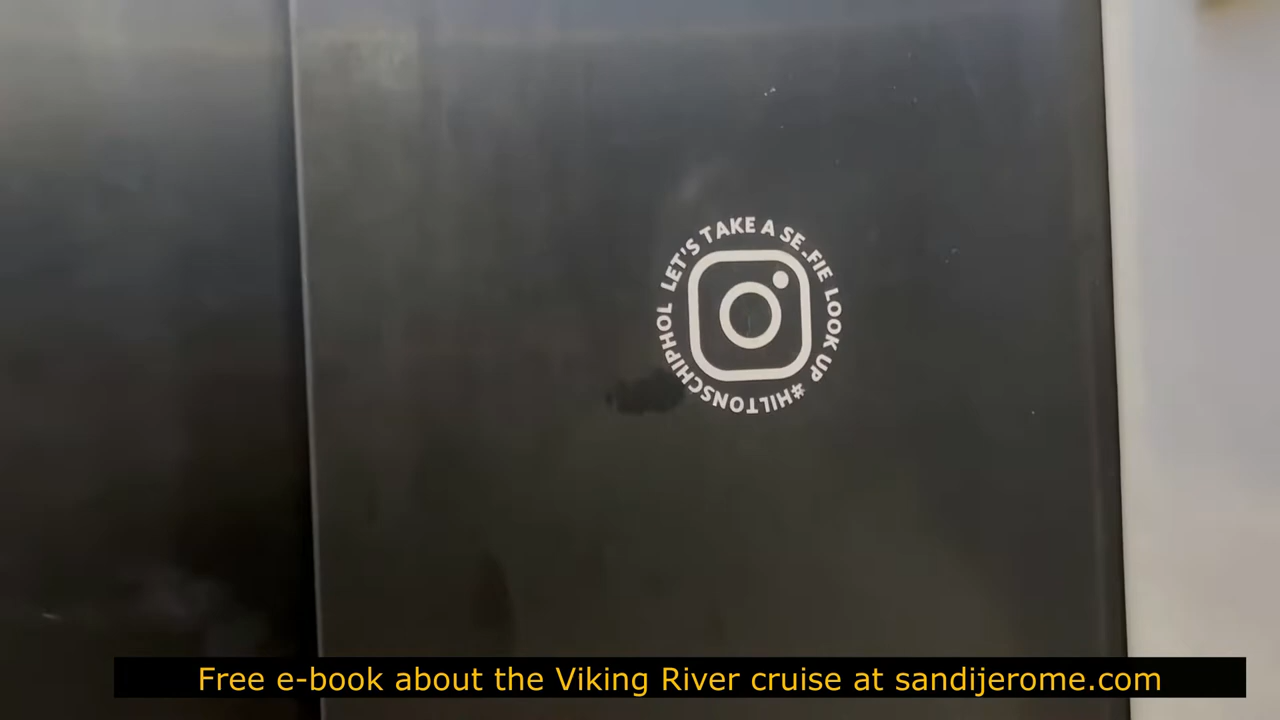 LET'S TAKE A SE.FIE LOOK UP #HILTONSCHIPHOL
Free e-book about the Viking River cruise at sandijerome.com